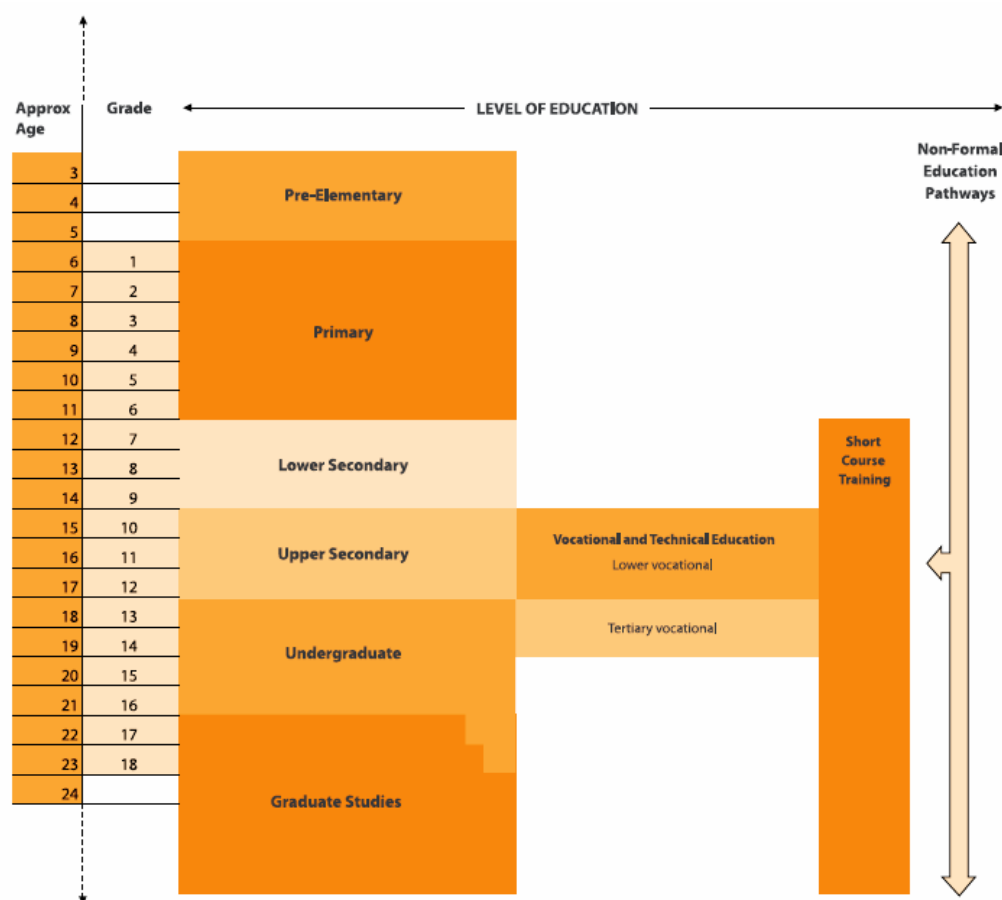 Approx
Age
Grade
LEVEL OF EDUCATION
Non-Formal
Education
Pathways
3
4
5
Pre-Elementary
6 1
7 2
8 3
9 4
10 5
11 6
Primary
12 7
13 8
14 9
Lower Secondary
Short
Course
Training
15 10
16 11
17 12
Upper Secondary
Vocational and Technical Education
Lower vocational
18 13
19 14
20 15
21 16
Undergraduate
Tertiary vocational
22 17
23 18
24
Graduate Studies